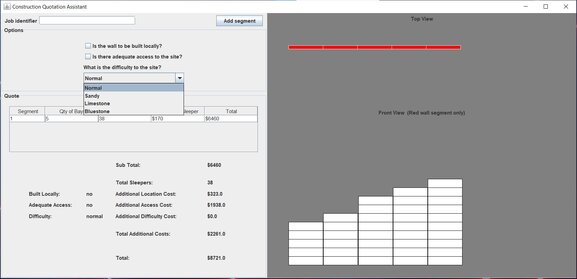 Construction Quotation Assistant
Job identifier
Add segment
Options
Is the wall to be built locally?
Is there adequate access to the site?
What is the difficulty to the site?
Normal
Normal
Sandy
Limestone
Bluestone
Quote
Segment Qty of Bay leeper Total
1 5 38 $170 $6460
Sub Total: $6460
Total Sleepers: 38
Built Locally: no Additional Location Cost: $323.0
Adequate Access: no Additional Access Cost: $1938.0
Difficulty: normal Additional Difficulty Cost: $0.0
Total Additional Costs: $2261.0
Total: $8721.0
Top View
Front View (Red wall segment only)